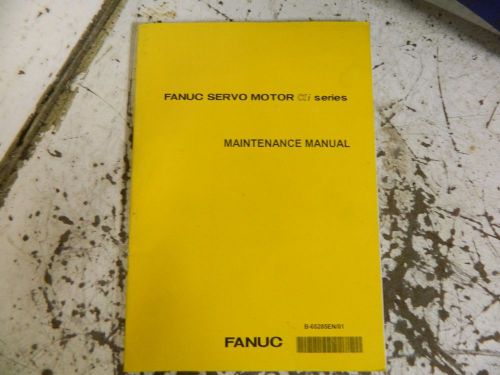 FANUC SERVO MOTOR αi series
MAINTENANCE MANUAL
B-65285EN/01
FANUC